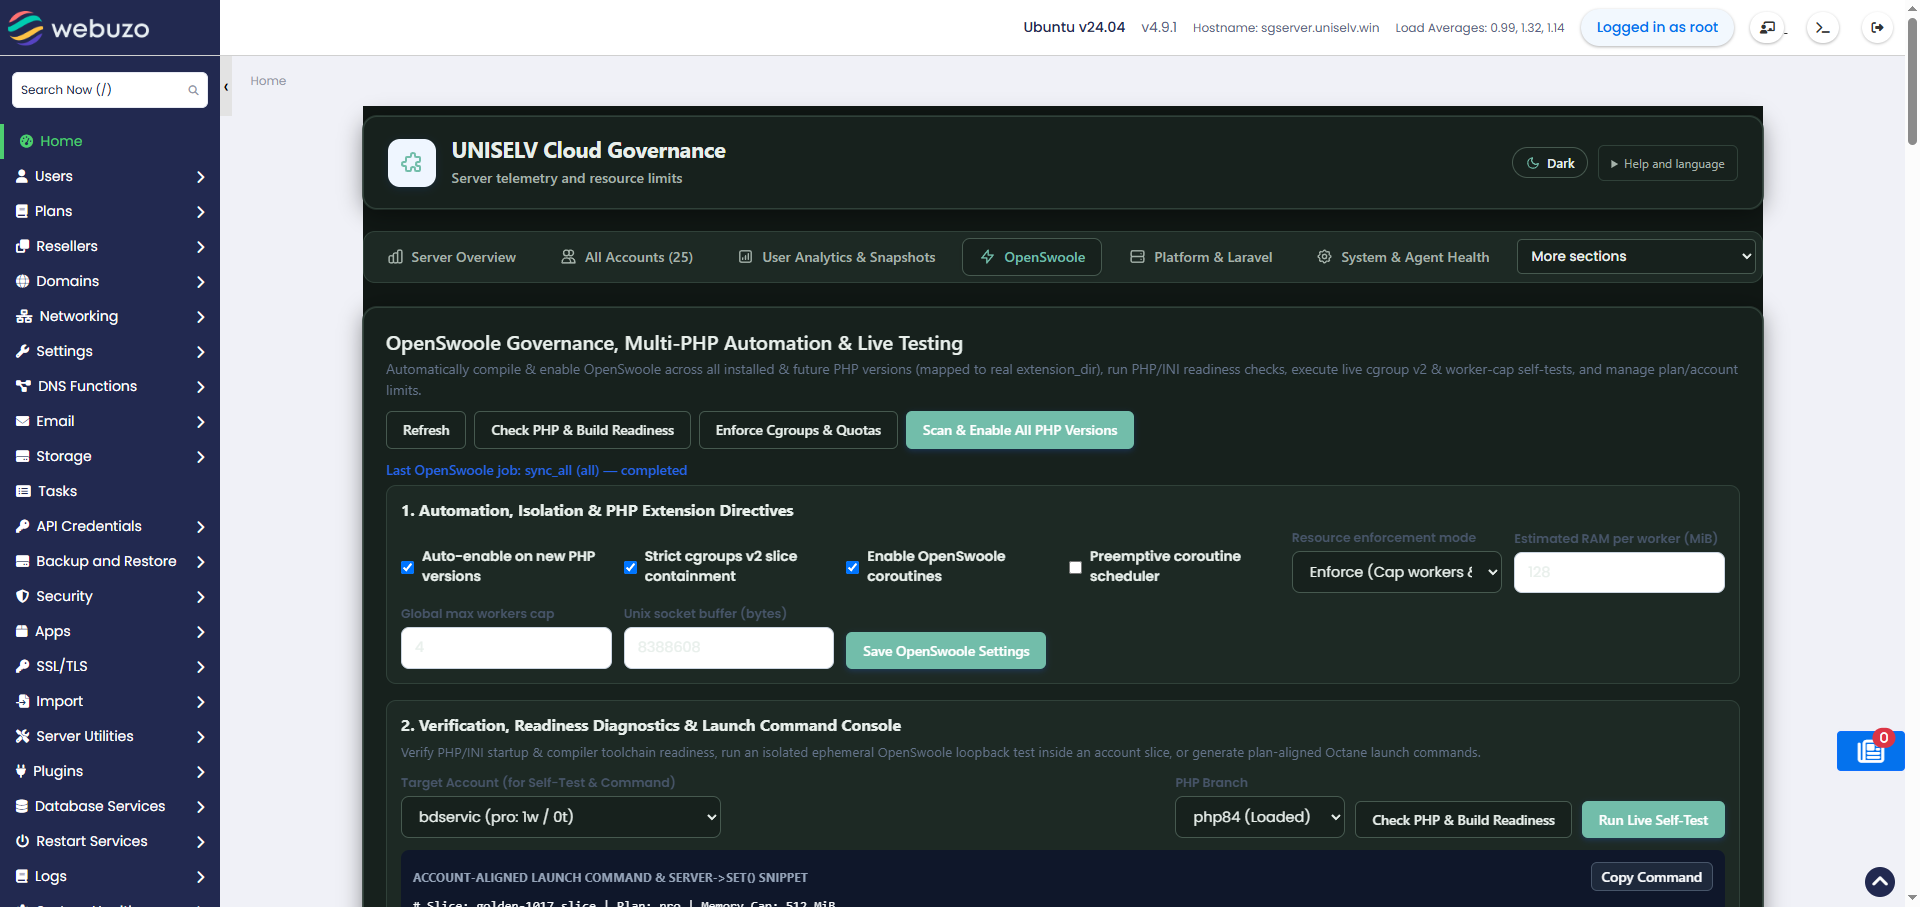 webuzo
Ubuntu v24.04 v4.9.1 Hostname: sgserver.uniselv.win Load Averages: 0.99, 1.32, 1.14 Logged in as root
Search Now (/)
Home
Home
Users
Plans
Resellers
Domains
Networking
Settings
DNS Functions
Email
Storage
Tasks
API Credentials
Backup and Restore
Security
Apps
SSL/TLS
Import
Server Utilities
Plugins
Database Services
Restart Services
Logs
UNISELV Cloud Governance
Server telemetry and resource limits
Dark
Help and language
Server Overview All Accounts (25) User Analytics & Snapshots OpenSwoole Platform & Laravel System & Agent Health More sections
OpenSwoole Governance, Multi-PHP Automation & Live Testing
Automatically compile & enable OpenSwoole across all installed & future PHP versions (mapped to real extension_dir), run PHP/INI readiness checks, execute live cgroup v2 & worker-cap self-tests, and manage plan/account
limits.
Refresh Check PHP & Build Readiness Enforce Cgroups & Quotas Scan & Enable All PHP Versions
Last OpenSwoole job: sync_all (all) — completed
1. Automation, Isolation & PHP Extension Directives
Auto-enable on new PHP
versions
Strict cgroups v2 slice
containment
Enable OpenSwoole
coroutines
Preemptive coroutine
scheduler
Resource enforcement mode
Enforce (Cap workers &
Estimated RAM per worker (MiB)
128
Global max workers cap
4
Unix socket buffer (bytes)
8388608
Save OpenSwoole Settings
2. Verification, Readiness Diagnostics & Launch Command Console
Verify PHP/INI startup & compiler toolchain readiness, run an isolated ephemeral OpenSwoole loopback test inside an account slice, or generate plan-aligned Octane launch commands.
Target Account (for Self-Test & Command)
bdservic (pro: 1w / 0t)
PHP Branch
php84 (Loaded)
Check PHP & Build Readiness
Run Live Self-Test
0
ACCOUNT-ALIGNED LAUNCH COMMAND & SERVER->SET() SNIPPET
Copy Command
# Slice: golden-1017.slice | Plan: pro | Memory Cap: 512 MiB